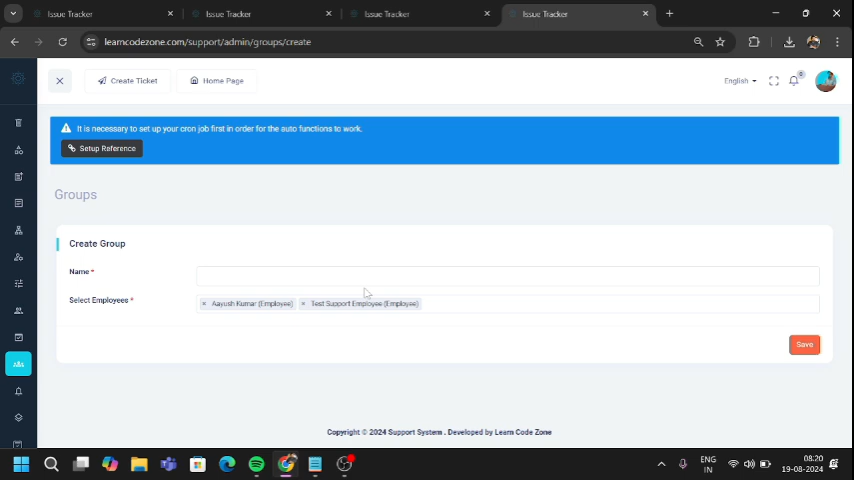 Issue Tracker
Issue Tracker
Issue Tracker
Issue Tracker
learncodezone.com/support/admin/groups/create
Create Ticket
Home Page
English
0
It is necessary to set up your cron job first in order for the auto functions to work.
Setup Reference
Groups
Create Group
Name *
Select Employees *
× Aayush Kumar (Employee) × Test Support Employee (Employee)
Save
Copyright © 2024 Support System . Developed by Learn Code Zone
ENG
IN
08:20
19-08-2024